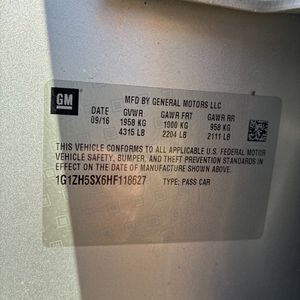 GM
MFD BY GENERAL MOTORS LLC
DATE GVWR GAWR FRT GAWR RR
09/16 1958 KG 1000 KG 958 KG
4315 LB 2204 LB 2111 LB
THIS VEHICLE CONFORMS TO ALL APPLICABLE U.S. FEDERAL MOTOR
VEHICLE SAFETY, BUMPER, AND THEFT PREVENTION STANDARDS IN
EFFECT ON THE DATE OF MANUFACTURE SHOWN ABOVE.
1G1ZH5SX6HF118627 TYPE: PASS CAR